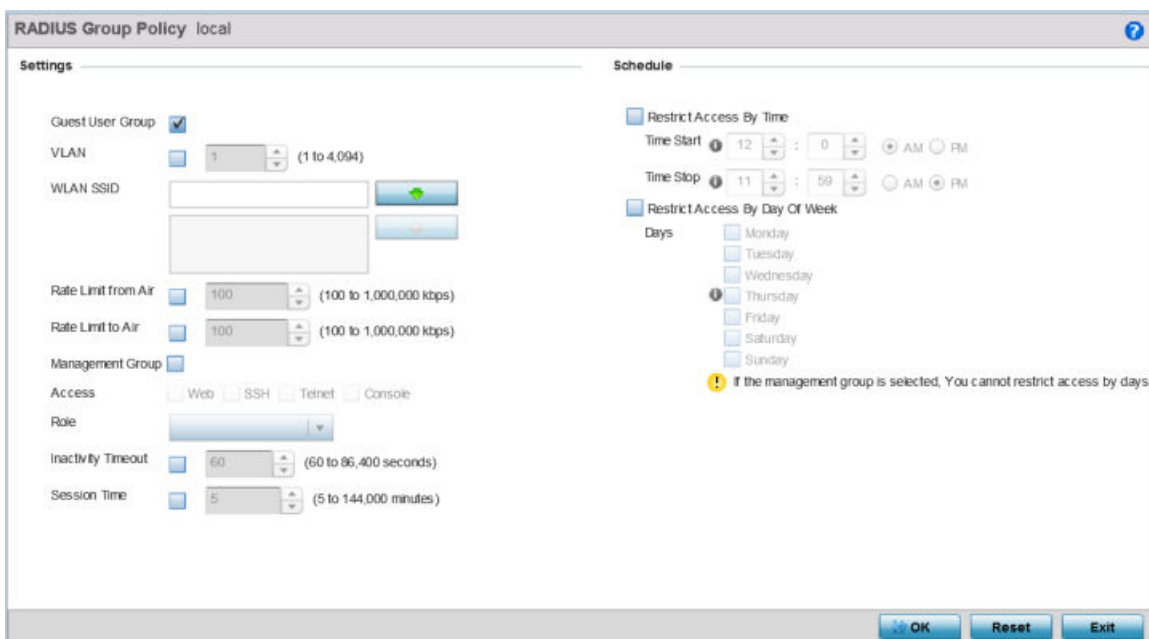 RADIUS Group Policy local
Settings
Guest User Group
VLAN 1 (1 to 4,094)
WLAN SSID
Rate Limit from Air 100 (100 to 1,000,000 kbps)
Rate Limit to Air 100 (100 to 1,000,000 kbps)
Management Group
Access Web SSH Telnet Console
Role
Inactivity Timeout 60 (60 to 86,400 seconds)
Session Time 5 (5 to 144,000 minutes)
Schedule
Restrict Access By Time
Time Start 12 : 0 AM PM
Time Stop 11 : 59 AM PM
Restrict Access By Day Of Week
Days Monday
Tuesday
Wednesday
Thursday
Friday
Saturday
Sunday
If the management group is selected, You cannot restrict access by days
OK Reset Exit